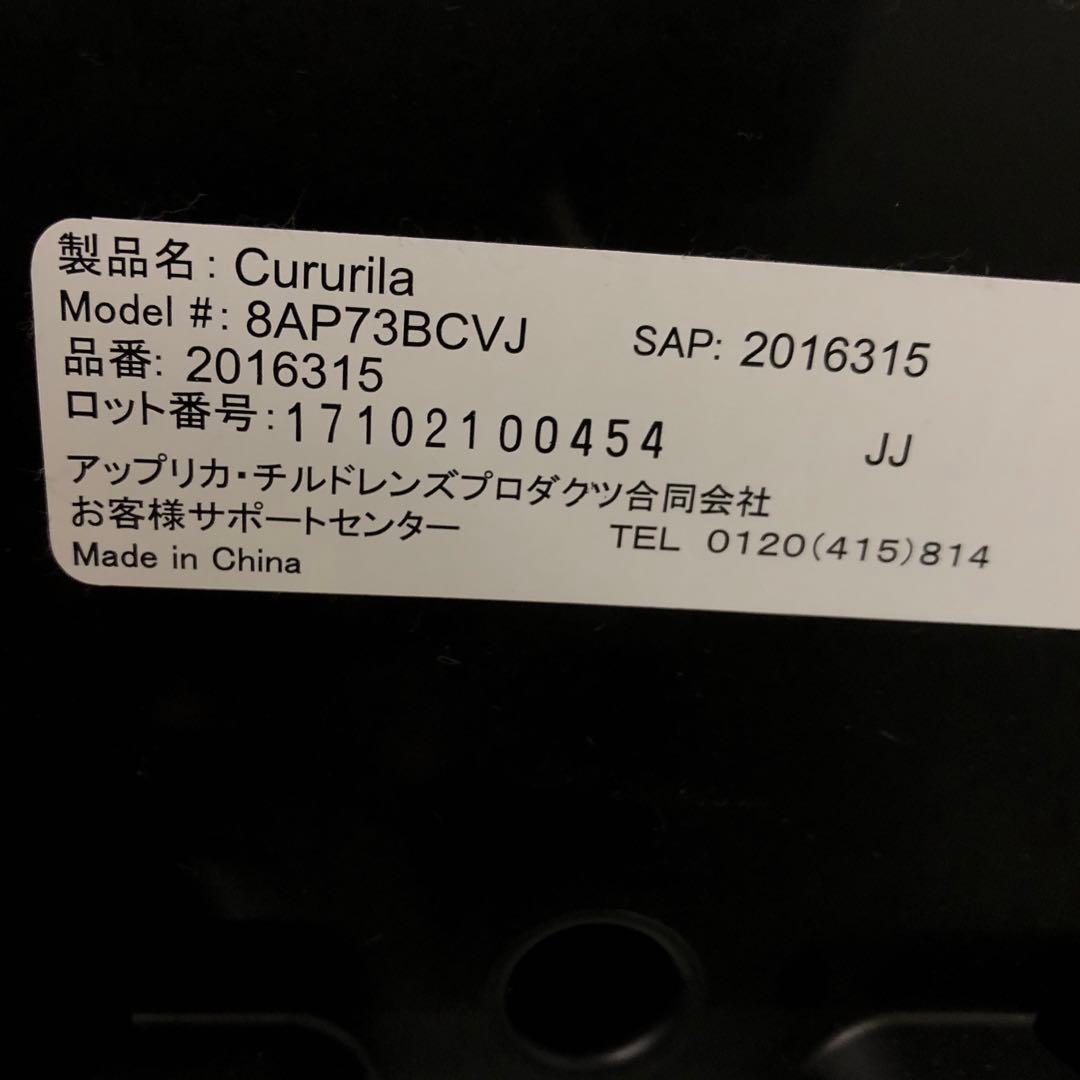 製品名: Cururila
Model #: 8AP73BCVJ SAP: 2016315
品番: 2016315
ロット番号:17102100454 JJ
アップリカ・チルドレンズプロダクツ合同会社
お客様サポートセンター TEL 0120(415)814
Made in China